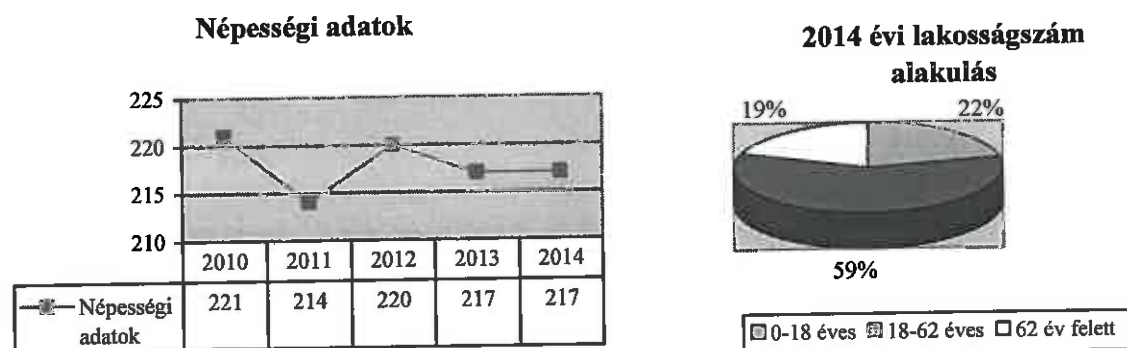 Népességi adatok
225
220
215
210
2010 2011 2012 2013 2014
Népességi adatok 221 214 220 217 217
2014 évi lakosságszám
alakulás
19% 22%
59%
0-18 éves 18-62 éves 62 év felett